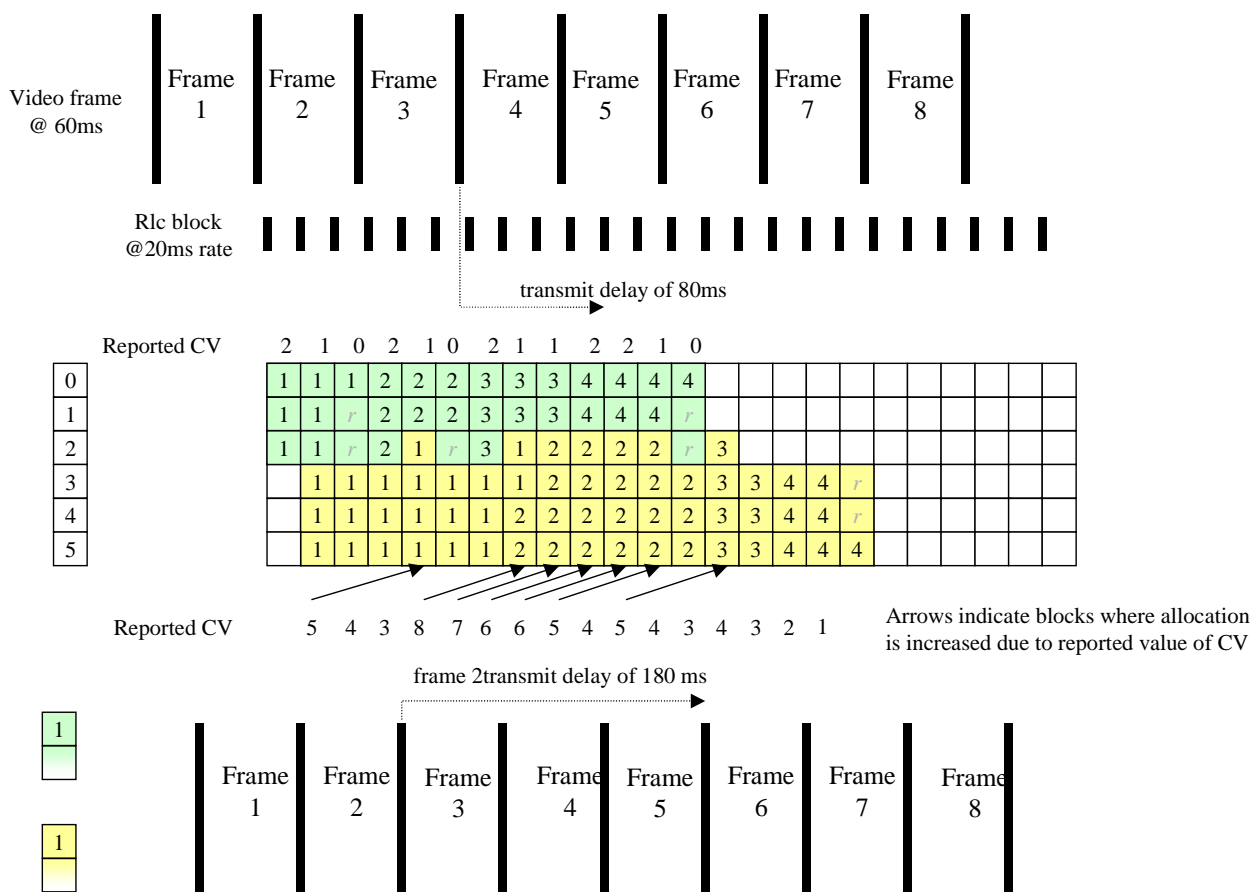 Frame 1 Frame 2 Frame 3 Frame 4 Frame 5 Frame 6 Frame 7 Frame 8
Video frame
@ 60ms
Rlc block
@20ms rate
transmit delay of 80ms
Reported CV 2 1 0 2 1 0 2 1 1 2 2 1 0
0 1 1 1 2 2 2 3 3 3 4 4 4 4
1 1 1 r 2 2 2 3 3 3 4 4 4 r
2 1 1 r 2 1 r 3 1 2 2 2 2 r 3
3 1 1 1 1 1 1 1 2 2 2 2 2 3 3 4 4 r
4 1 1 1 1 1 1 2 2 2 2 2 2 3 3 4 4 r
5 1 1 1 1 1 1 2 2 2 2 2 2 3 3 4 4 4
Reported CV 5 4 3 8 7 6 6 5 4 5 4 3 4 3 2 1
Arrows indicate blocks where allocation
is increased due to reported value of CV
frame 2transmit delay of 180 ms
1
Frame 1 Frame 2 Frame 3 Frame 4 Frame 5 Frame 6 Frame 7 Frame 8
1